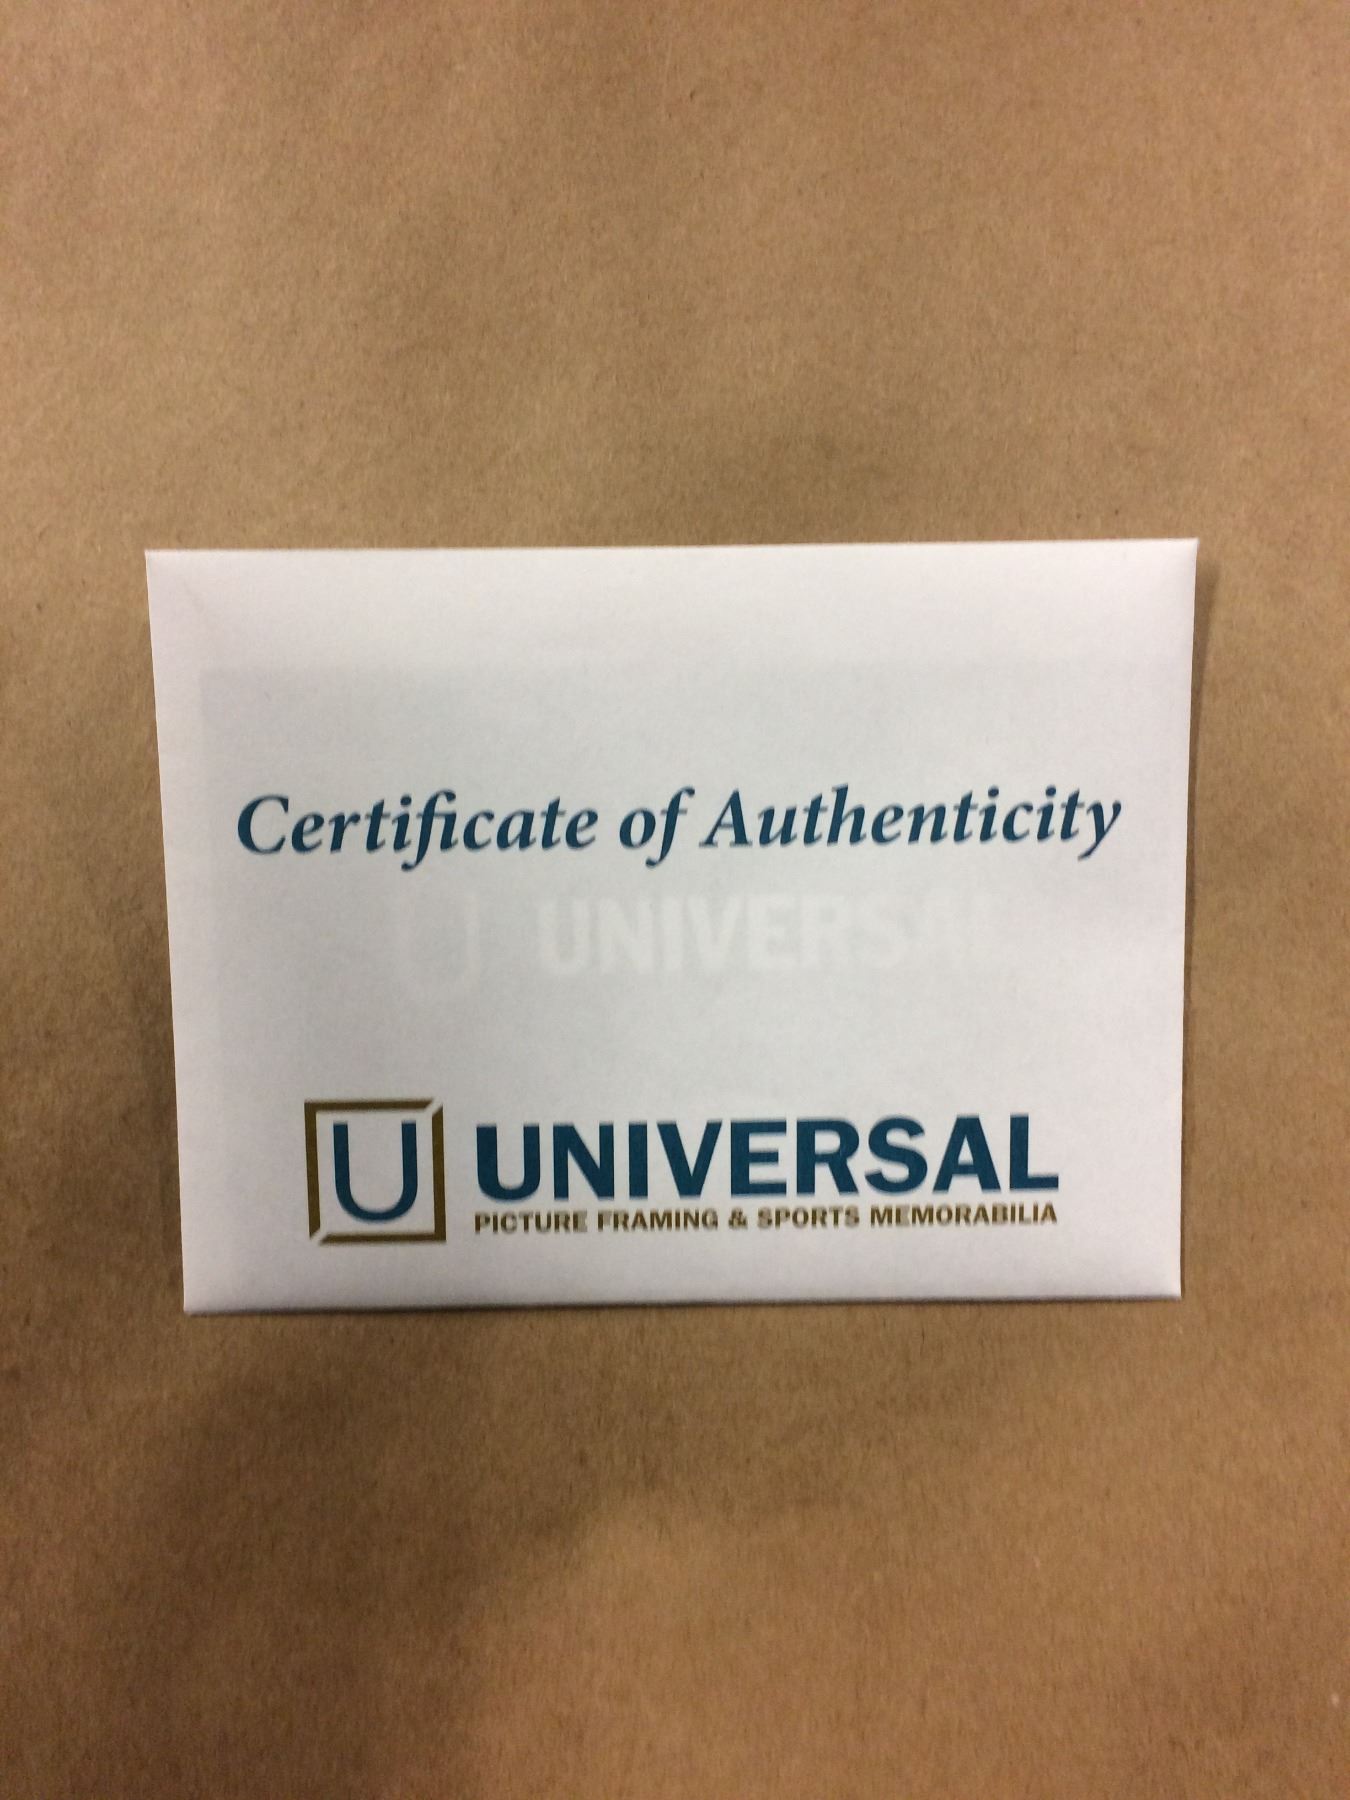 Certificate of Authenticity
U UNIVERSAL
U UNIVERSAL
PICTURE FRAMING & SPORTS MEMORABILIA